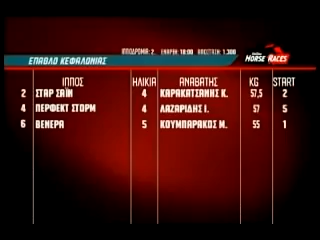 ΙΠΠΟΔΡΟΜΙΑ: 2, ΕΝΑΡΞΗ: 18:00 ΑΠΟΣΤΑΣΗ: 1,300
ΕΠΑΘΛΟ ΚΕΦΑΛΟΝΙΑΣ
HORSE RACES
ΙΠΠΟΣ ΗΛΙΚΙΑ ΑΝΑΒΑΤΗΣ KG START
2 ΣΤΑΡ ΣΑΪΝ 4 ΚΑΡΑΚΑΤΣΑΝΗΣ Κ. 57,5 2
4 ΠΕΡΦΕΚΤ ΣΤΟΡΜ 4 ΛΑΖΑΡΙΔΗΣ Ι. 57 5
6 ΒΕΝΕΡΑ 5 ΚΟΥΜΠΑΡΑΚΟΣ Μ. 55 1